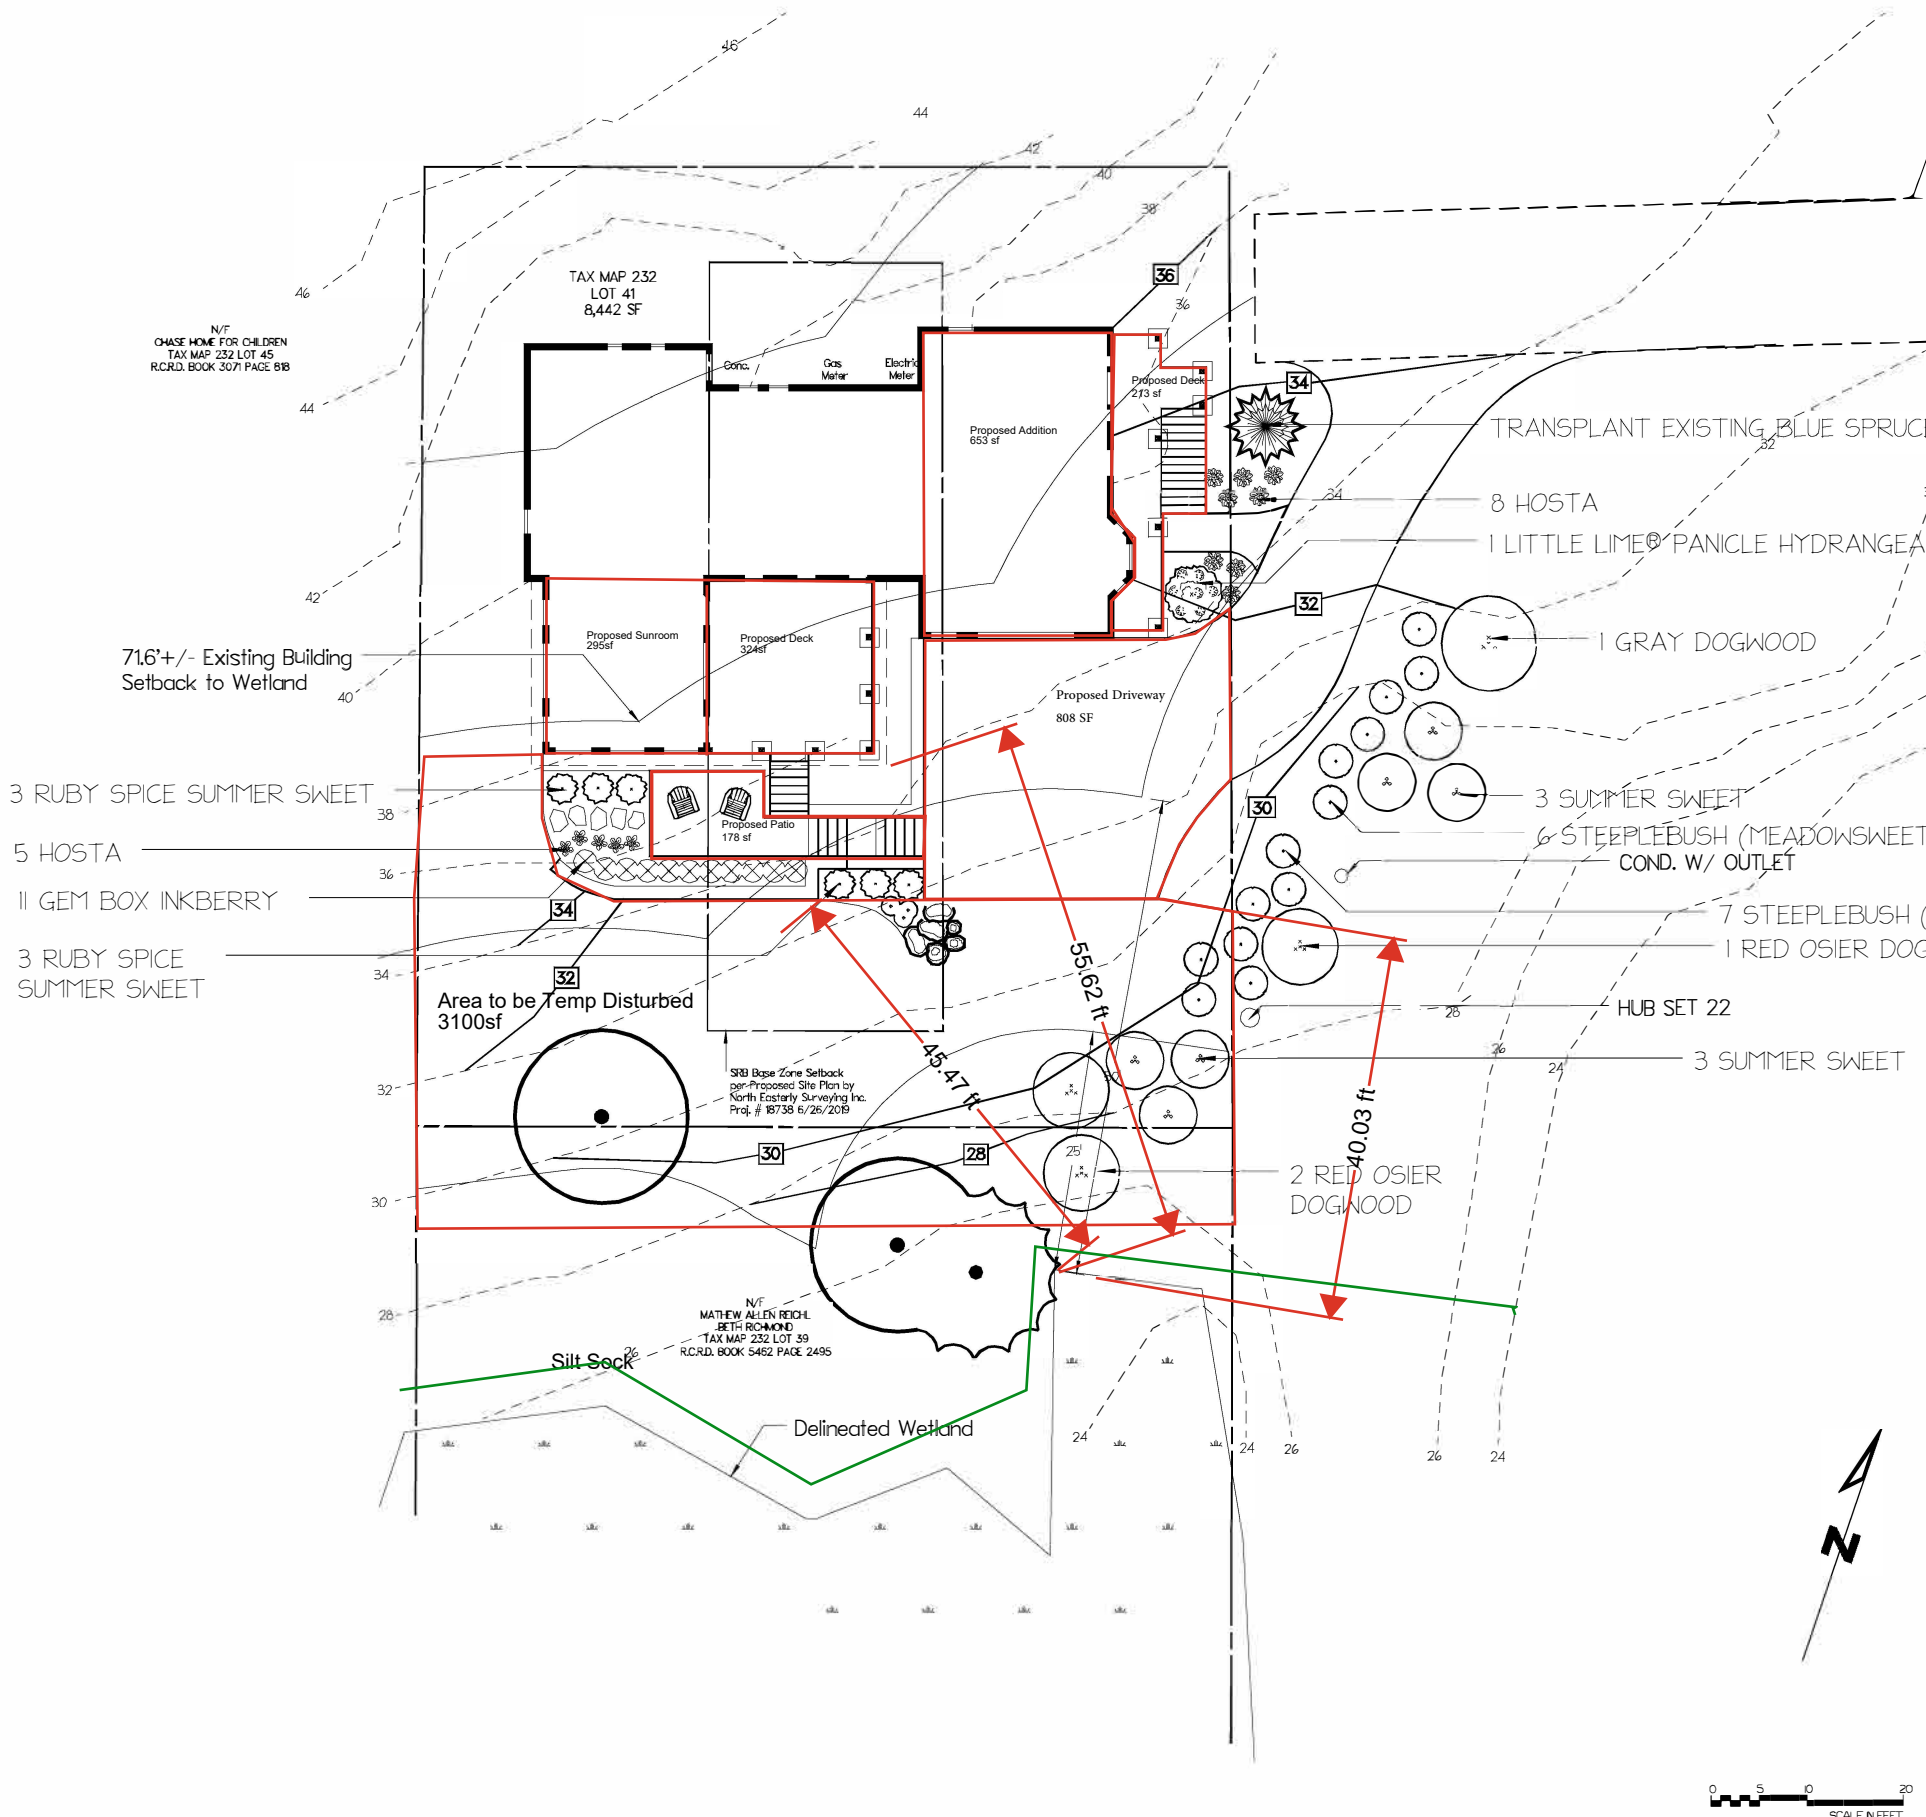 46
44
42
40
38
36
36
TAX MAP 232
LOT 41
8,442 SF
46
N/F
CHASE HOME FOR CHILDREN
TAX MAP 232 LOT 45
R.C.R.D. BOOK 3071 PAGE 818
Conc.
Gas
Meter
Electric
Meter
Proposed Deck
213 sf
34
44
Proposed Addition
653 sf
TRANSPLANT EXISTING BLUE SPRUCE
32
34
8 HOSTA
1 LITTLE LIME® PANICLE HYDRANGEA
42
32
Proposed Sunroom
295sf
Proposed Deck
324sf
1 GRAY DOGWOOD
71.6'+/- Existing Building
Setback to Wetland
40
Proposed Driveway
808 SF
3 RUBY SPICE SUMMER SWEET
38
30
3 SUMMER SWEET
Proposed Patio
178 sf
6 STEEPLEBUSH (MEADOWSWEET
5 HOSTA
COND. W/ OUTLET
36
11 GEM BOX INKBERRY
34
7 STEEPLEBUSH (
1 RED OSIER DOG
3 RUBY SPICE
SUMMER SWEET
34
32
55.62 ft
Area to be Temp Disturbed
3100sf
28
HUB SET 22
45.47 ft
26
24
3 SUMMER SWEET
30
32
SRB Base Zone Setback
per Proposed Site Plan by
North Easterly Surveying Inc.
Proj. # 18738 6/26/2019
40.03 ft
30
28
25'
2 RED OSIER
DOGWOOD
30
28
N/F
MATHEW ALLEN REICHL
BETH RICHMOND
TAX MAP 232 LOT 39
R.C.R.D. BOOK 5462 PAGE 2495
Silt Sock
26
Delineated Wetland
24
24
26
26
24
N
0 5 10 20
SCALE IN FEET